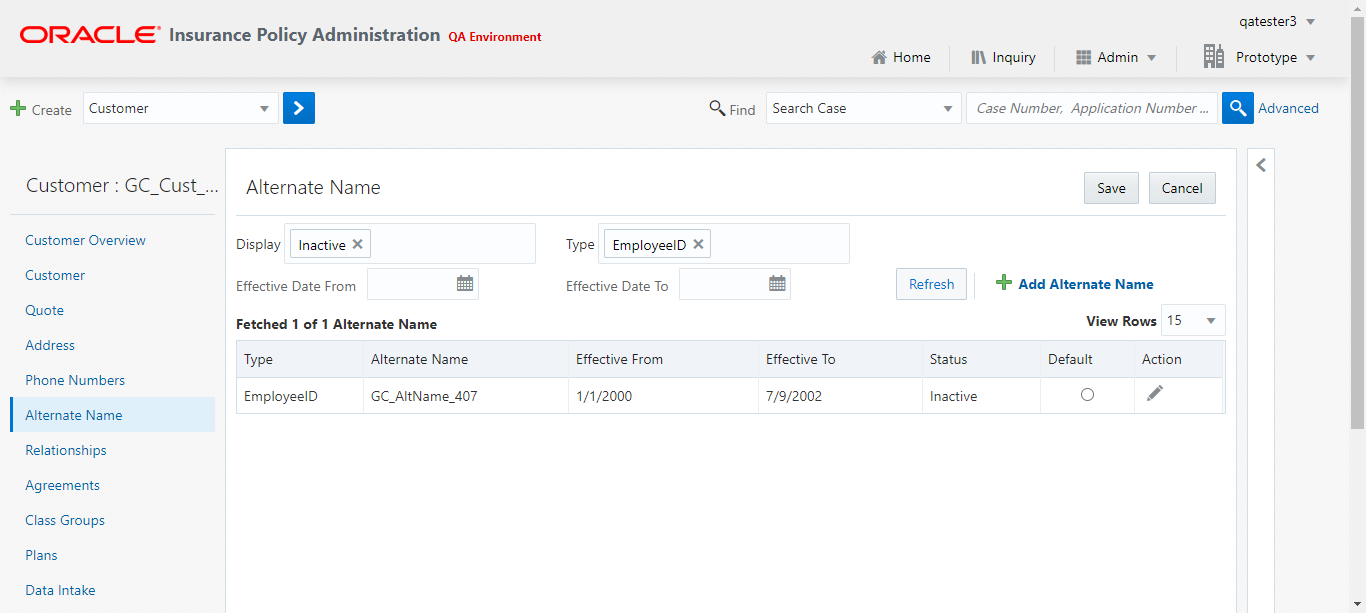 ORACLE Insurance Policy Administration QA Environment
qatester3
Home Inquiry Admin Prototype
Create Customer Find Search Case Case Number, Application Number ... Advanced
Customer : GC_Cust_...
Customer Overview
Customer
Quote
Address
Phone Numbers
Alternate Name
Relationships
Agreements
Class Groups
Plans
Data Intake
Alternate Name Save Cancel
Display Inactive Type EmployeeID
Effective Date From Effective Date To Refresh Add Alternate Name
Fetched 1 of 1 Alternate Name View Rows 15
Type Alternate Name Effective From Effective To Status Default Action
EmployeeID GC_AltName_407 1/1/2000 7/9/2002 Inactive